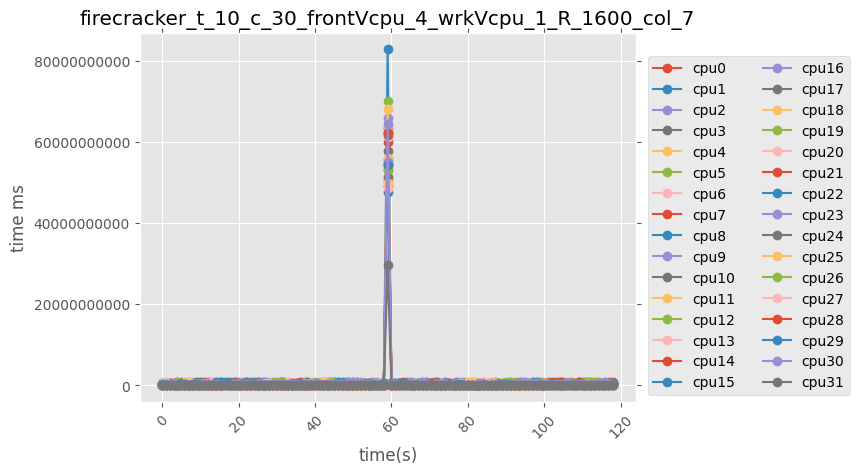 firecracker_t_10_c_30_frontVcpu_4_wrkVcpu_1_R_1600_col_7
80000000000
60000000000
40000000000
20000000000
0
time ms
0 20 40 60 80 100 120
time(s)
cpu0 cpu16
cpu1 cpu17
cpu2 cpu18
cpu3 cpu19
cpu4 cpu20
cpu5 cpu21
cpu6 cpu22
cpu7 cpu23
cpu8 cpu24
cpu9 cpu25
cpu10 cpu26
cpu11 cpu27
cpu12 cpu28
cpu13 cpu29
cpu14 cpu30
cpu15 cpu31